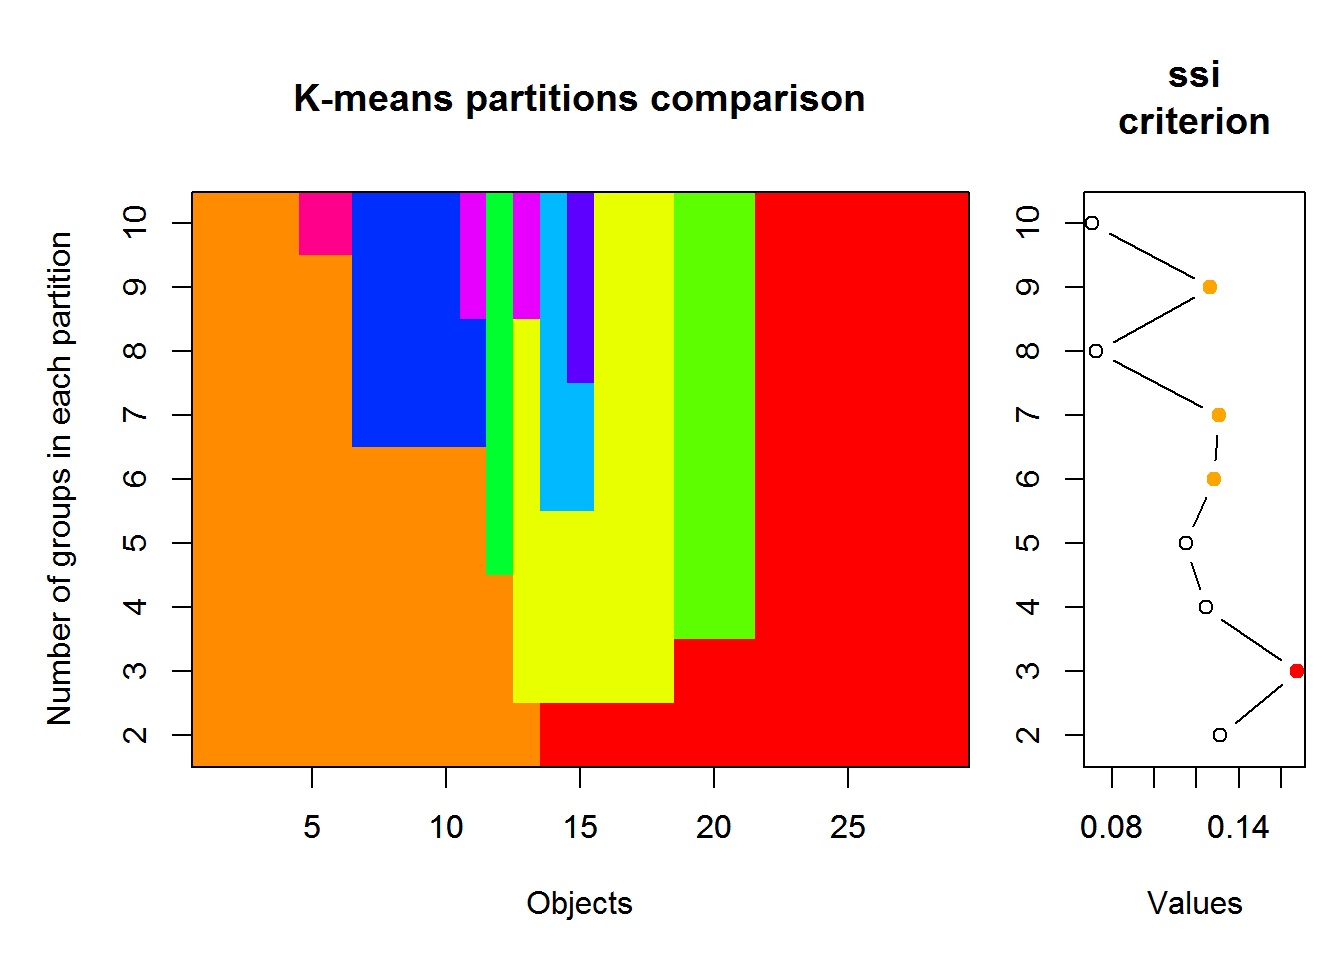 K-means partitions comparison
ssi
criterion
Number of groups in each partition
10
9
8
7
6
5
4
3
2
5 10 15 20 25
Objects
10
9
8
7
6
5
4
3
2
0.08 0.14
Values